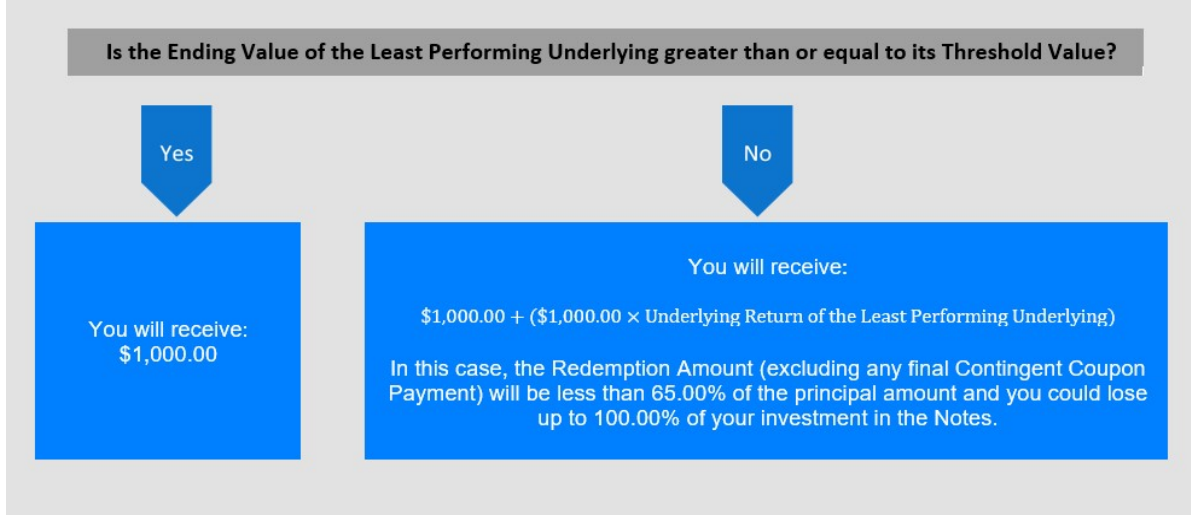 Is the Ending Value of the Least Performing Underlying greater than or equal to its Threshold Value?
Yes
No
You will receive:
$1,000.00
You will receive:
$1,000.00 + ($1,000.00 × Underlying Return of the Least Performing Underlying)
In this case, the Redemption Amount (excluding any final Contingent Coupon
Payment) will be less than 65.00% of the principal amount and you could lose
up to 100.00% of your investment in the Notes.